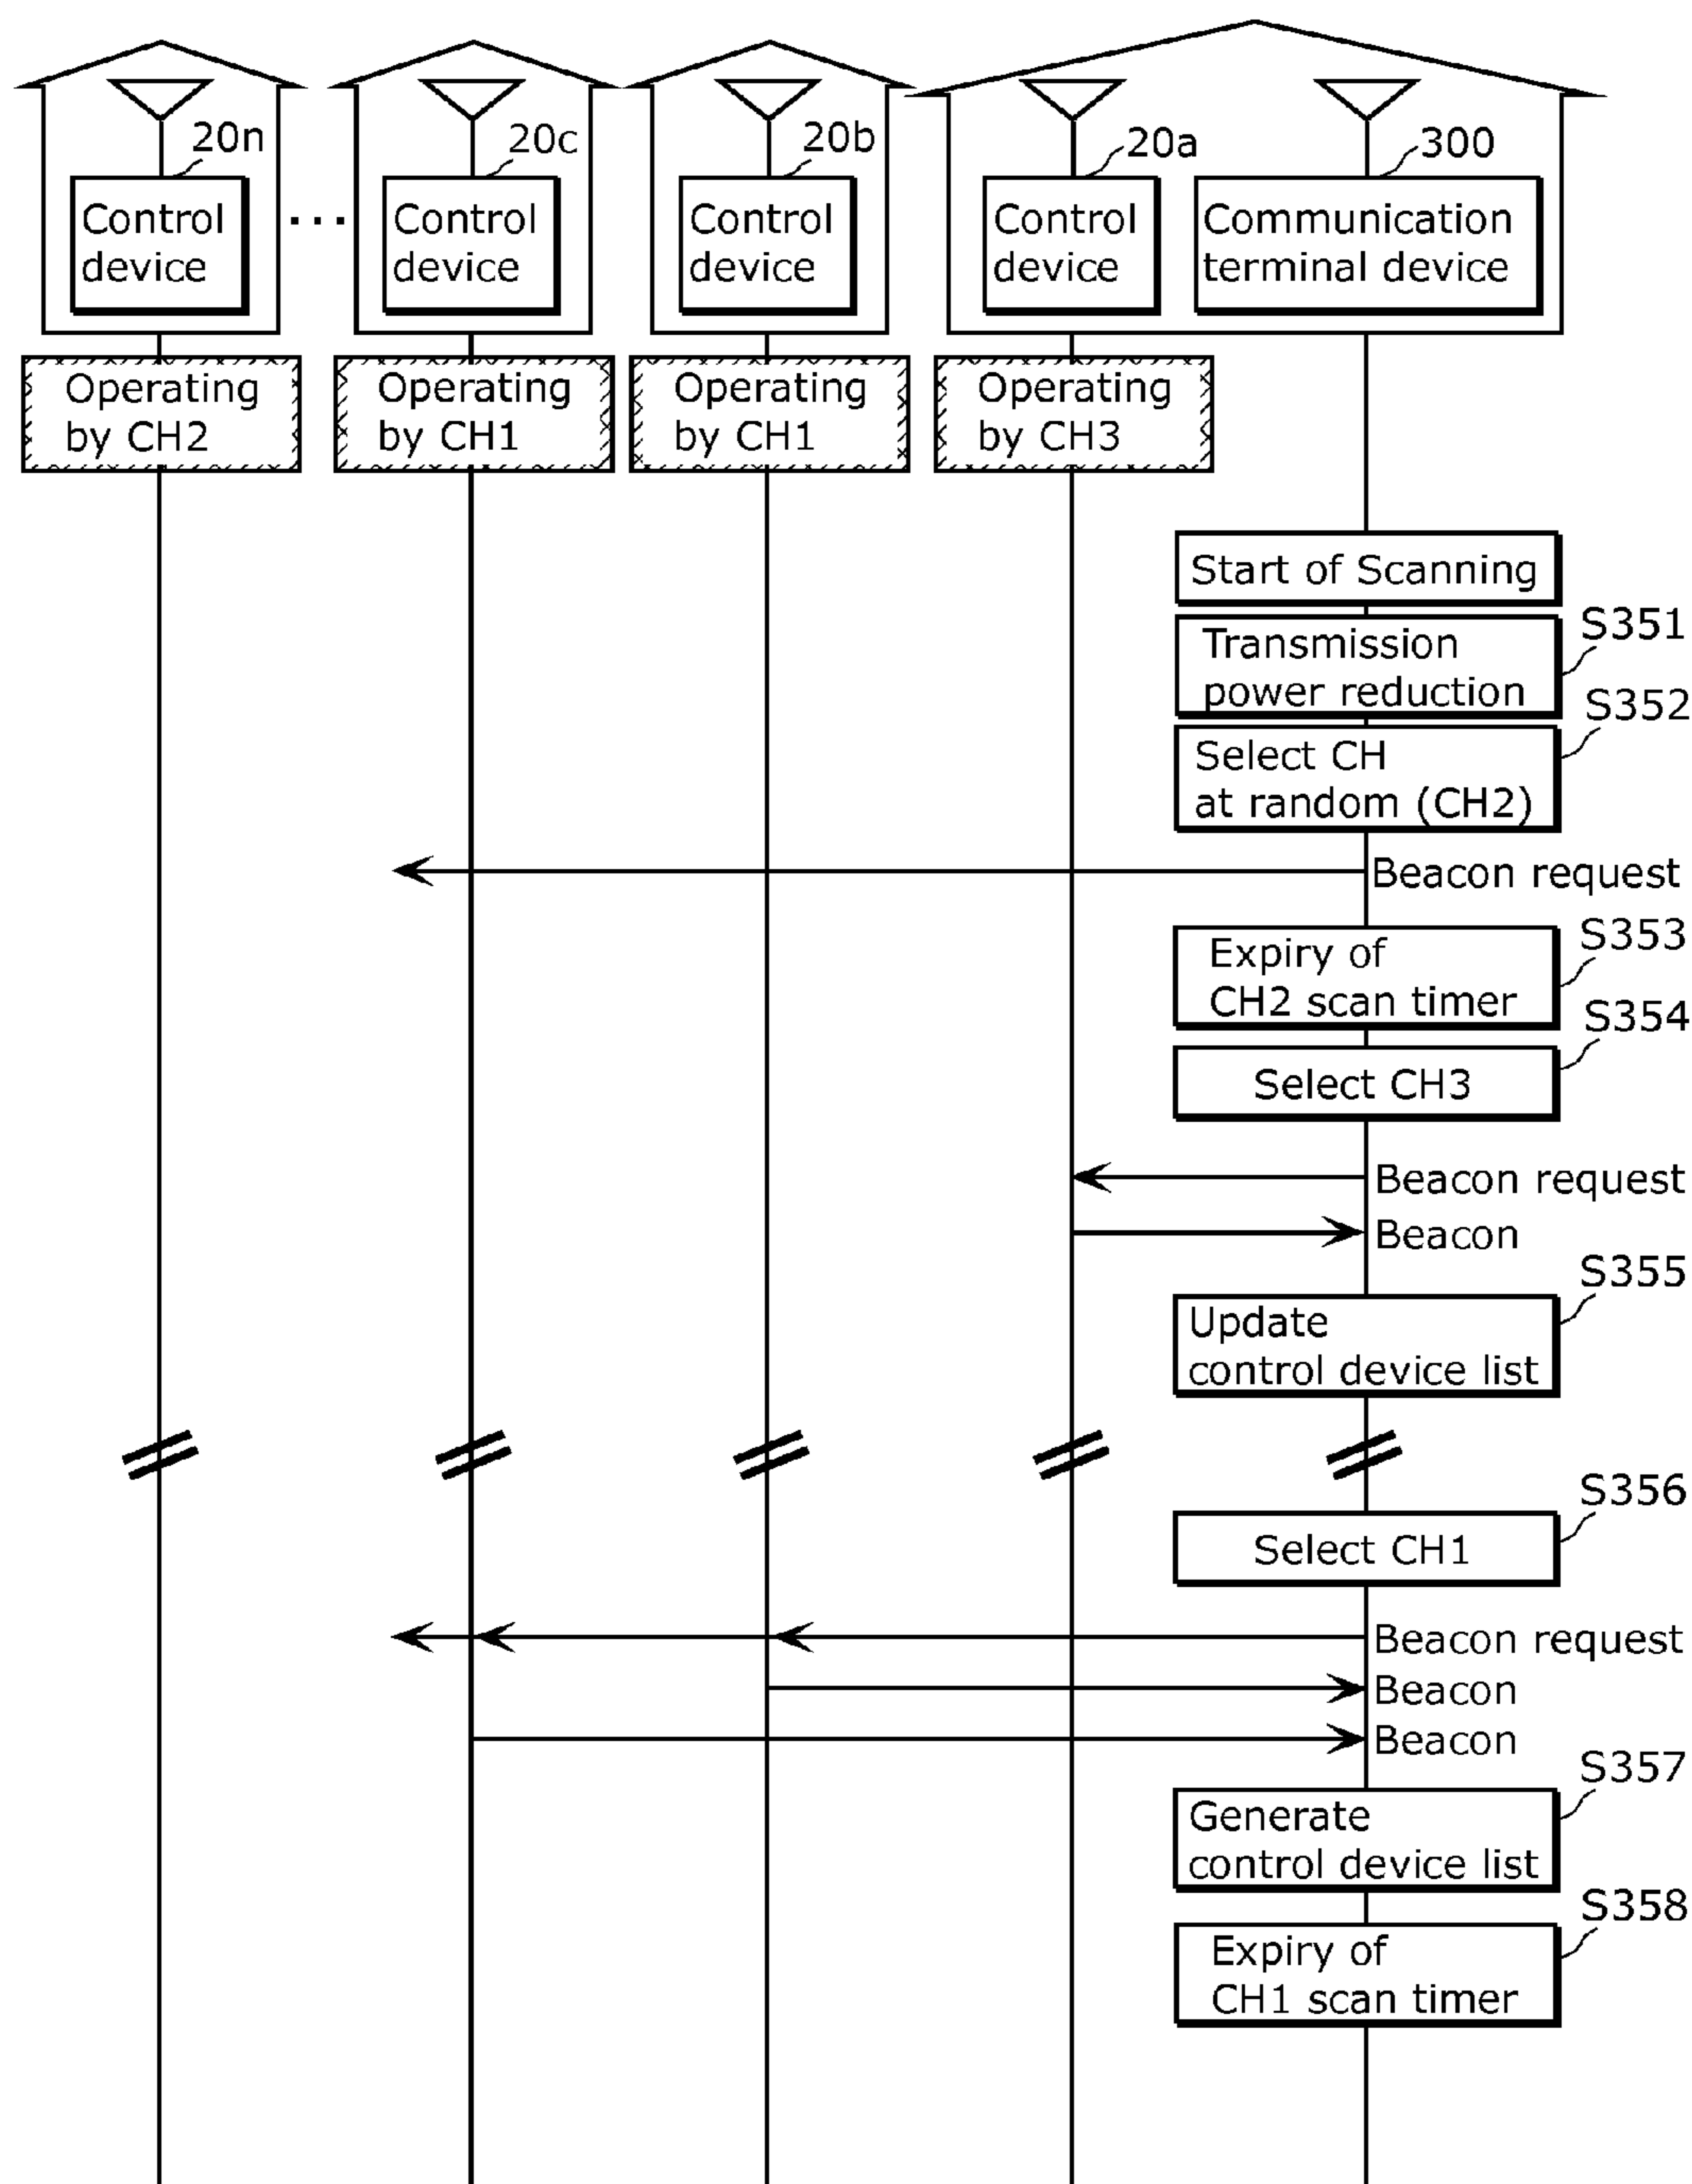 20n
20c
20b
20a
300
Control
device
...
Control
device
Control
device
Control
device
Communication
terminal device
Operating
by CH2
Operating
by CH1
Operating
by CH1
Operating
by CH3
Start of Scanning
S351
Transmission
power reduction
S352
Select CH
at random (CH2)
Beacon request
S353
Expiry of
CH2 scan timer
S354
Select CH3
Beacon request
Beacon
S355
Update
control device list
S356
Select CH1
Beacon request
Beacon
Beacon
S357
Generate
control device list
S358
Expiry of
CH1 scan timer